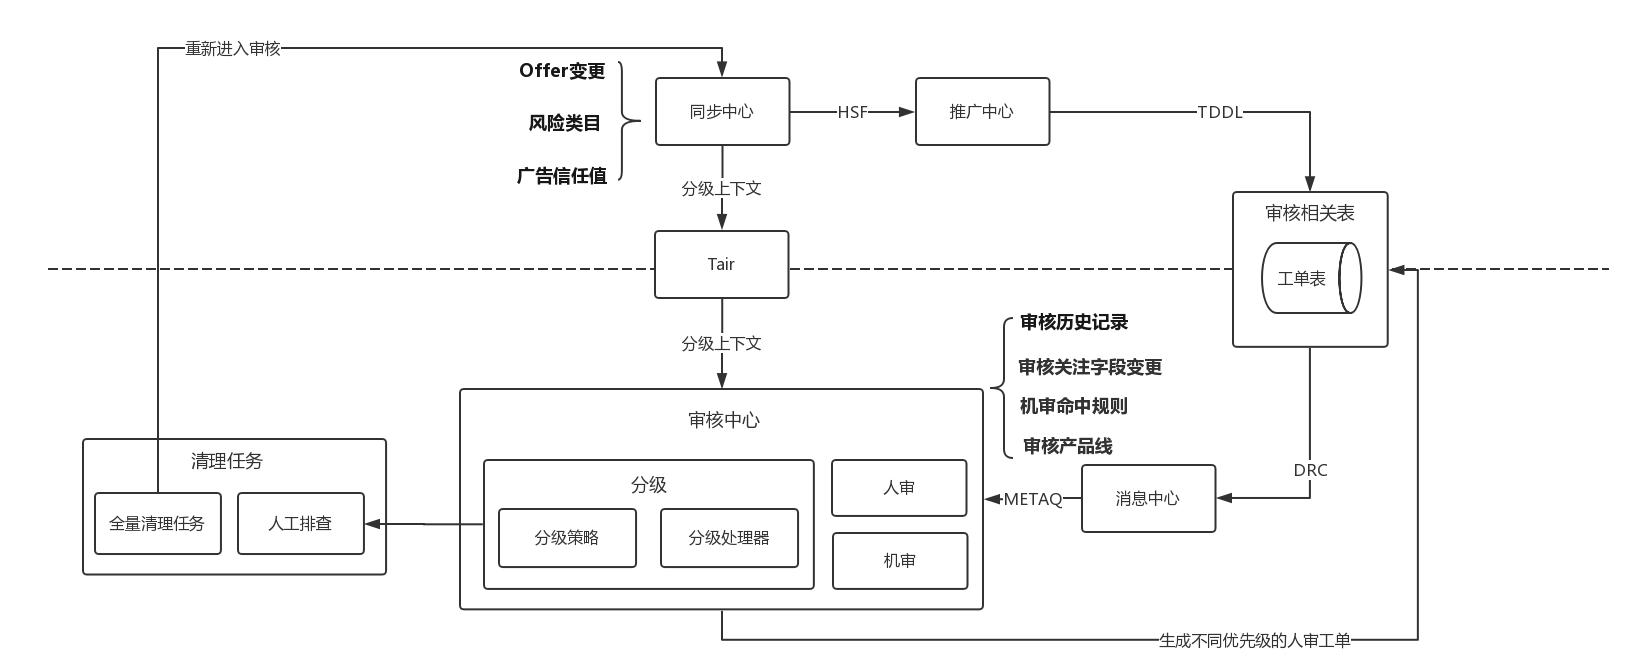 重新进入审核
Offer变更
风险类目
广告信任值
同步中心
HSF
推广中心
TDDL
分级上下文
审核相关表
工单表
Tair
分级上下文
审核历史记录
审核关注字段变更
机审命中规则
审核产品线
审核中心
分级
分级策略
分级处理器
人审
机审
METAQ
消息中心
DRC
清理任务
全量清理任务
人工排查
生成不同优先级的人审工单